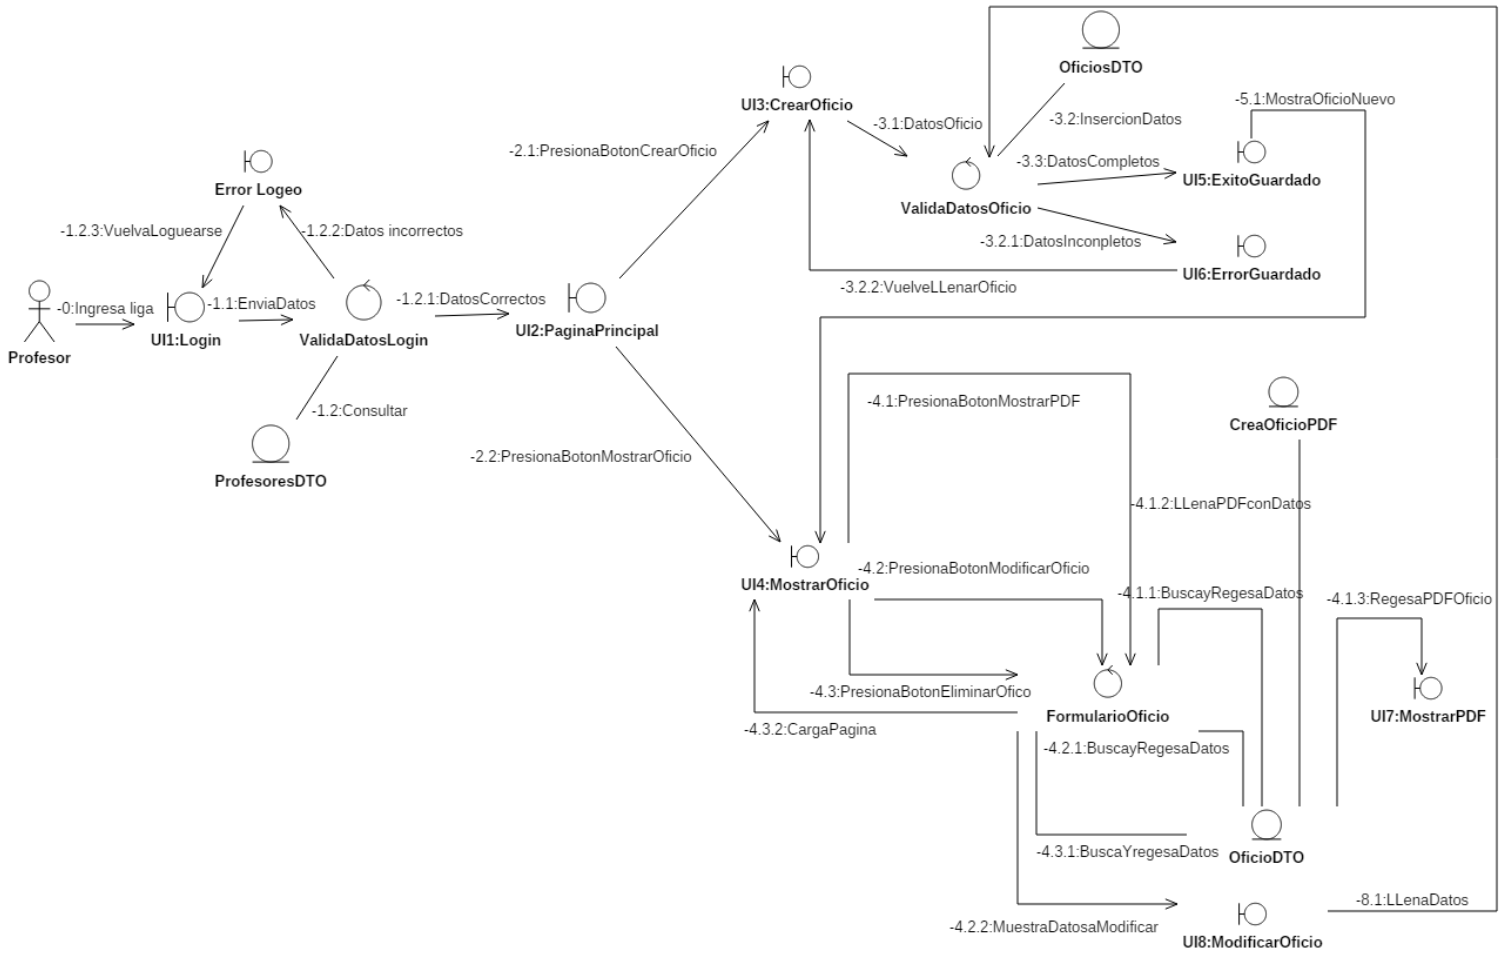 OficiosDTO
-5.1:MostraOficioNuevo
UI3:CrearOficio
-3.1:DatosOficio
-3.2:InsercionDatos
-2.1:PresionaBotonCrearOficio
-3.3:DatosCompletos
UI5:ExitoGuardado
Error Logeo
ValidaDatosOficio
-1.2.3:VuelvaLoguearse
-1.2.2:Datos incorrectos
-3.2.1:DatosInconpletos
UI6:ErrorGuardado
-3.2.2:VuelveLLenarOficio
-0:Ingresa liga
-1.1:EnviaDatos
-1.2.1:DatosCorrectos
UI2:PaginaPrincipal
UI1:Login
ValidaDatosLogin
Profesor
-1.2:Consultar
-4.1:PresionaBotonMostrarPDF
CreaOficioPDF
-2.2:PresionaBotonMostrarOficio
ProfesoresDTO
-4.1.2:LLenaPDFconDatos
-4.2:PresionaBotonModificarOficio
UI4:MostrarOficio
-4.1.1:BuscayRegesaDatos
-4.1.3:RegesaPDFOficio
-4.3:PresionaBotonEliminarOfico
FormularioOficio
UI7:MostrarPDF
-4.3.2:CargaPagina
-4.2.1:BuscayRegesaDatos
-4.3.1:BuscaYregesaDatos
OficioDTO
-8.1:LLenaDatos
-4.2.2:MuestraDatosaModificar
UI8:ModificarOficio